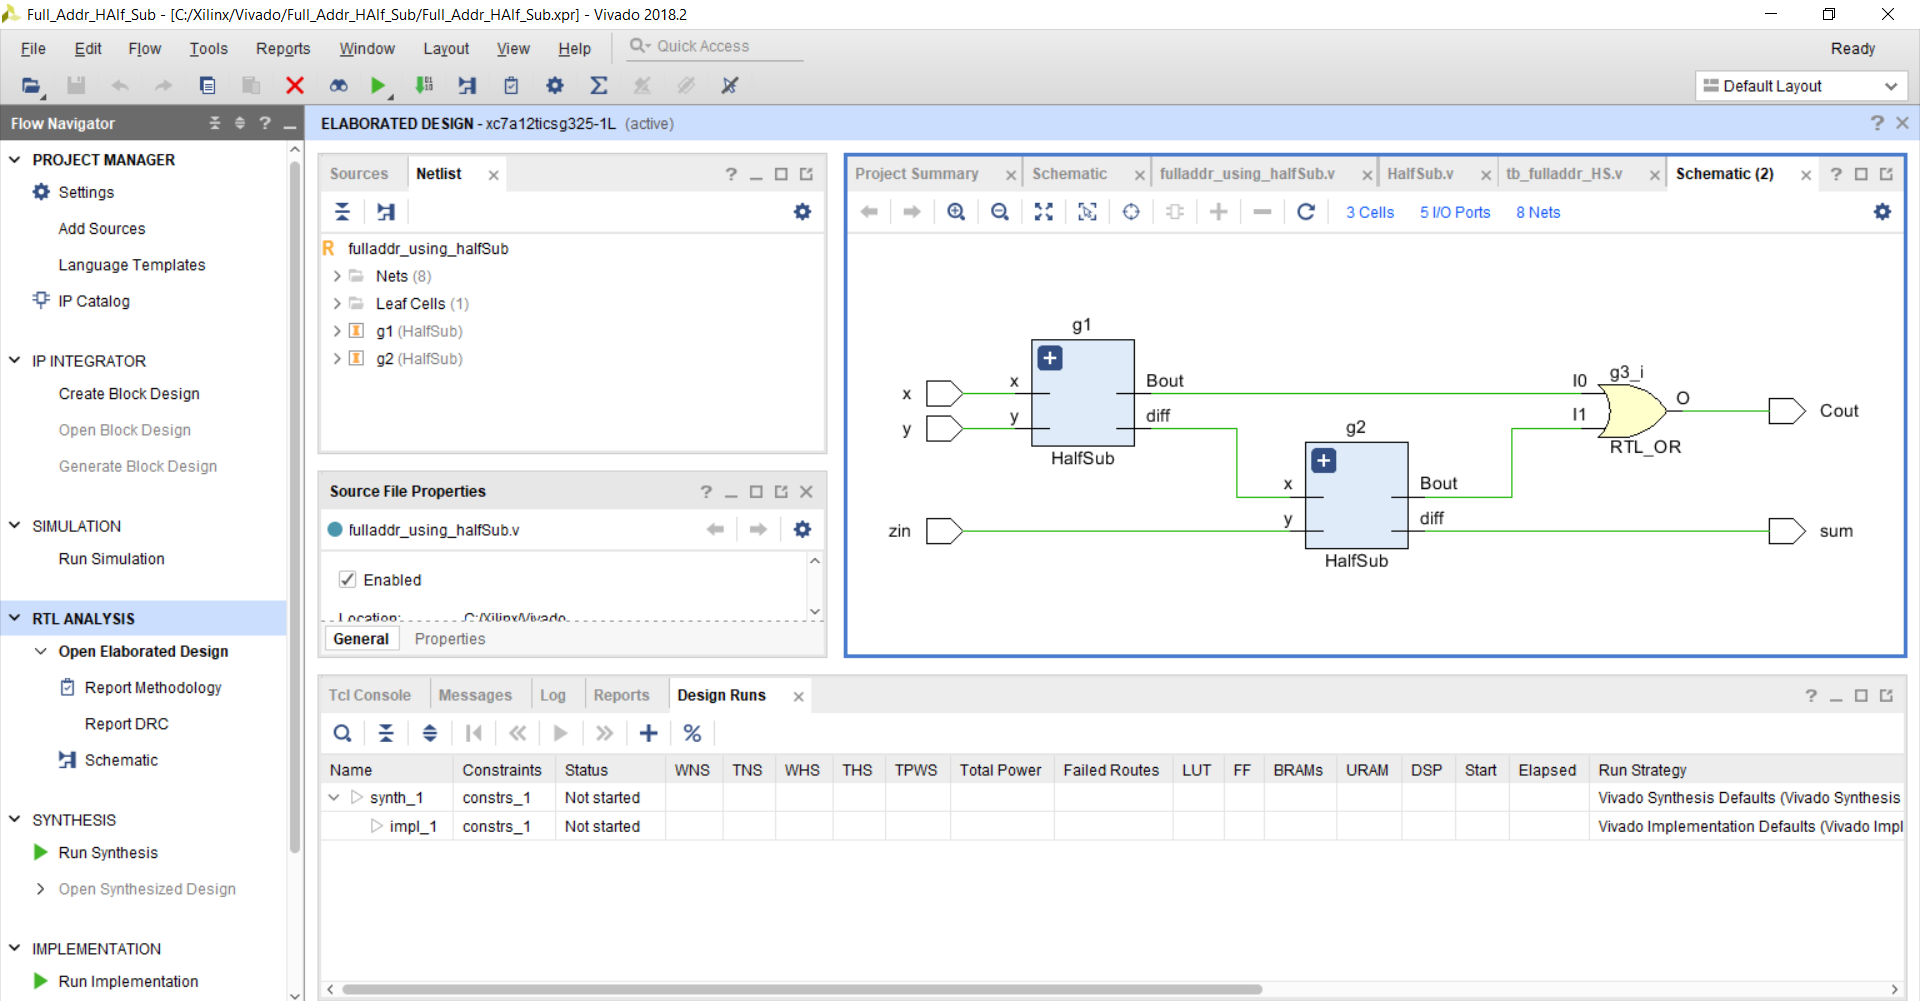 Full_Addr_HAlf_Sub - [C:/Xilinx/Vivado/Full_Addr_HAlf_Sub/Full_Addr_HAlf_Sub.xpr] - Vivado 2018.2
File Edit Flow Tools Reports Window Layout View Help Quick Access Ready
Default Layout
Flow Navigator
ELABORATED DESIGN - xc7a12ticsg325-1L (active)
PROJECT MANAGER
Settings
Add Sources
Language Templates
IP Catalog
IP INTEGRATOR
Create Block Design
Open Block Design
Generate Block Design
SIMULATION
Run Simulation
RTL ANALYSIS
Open Elaborated Design
Report Methodology
Report DRC
Schematic
SYNTHESIS
Run Synthesis
Open Synthesized Design
IMPLEMENTATION
Run Implementation
Sources Netlist
fulladdr_using_halfSub
Nets (8)
Leaf Cells (1)
g1 (HalfSub)
g2 (HalfSub)
Source File Properties
fulladdr_using_halfSub.v
Enabled
Location: C:/Xilinx/Vivado
General Properties
Project Summary Schematic fulladdr_using_halfSub.v HalfSub.v tb_fulladdr_HS.v Schematic (2)
3 Cells 5 I/O Ports 8 Nets
g1
x x Bout I0 g3_i
y y diff I1 O Cout
HalfSub g2 RTL_OR
x Bout
zin y diff sum
HalfSub
Tcl Console Messages Log Reports Design Runs
Name Constraints Status WNS TNS WHS THS TPWS Total Power Failed Routes LUT FF BRAMs URAM DSP Start Elapsed Run Strategy
synth_1 constrs_1 Not started Vivado Synthesis Defaults (Vivado Synthesis
impl_1 constrs_1 Not started Vivado Implementation Defaults (Vivado Impl